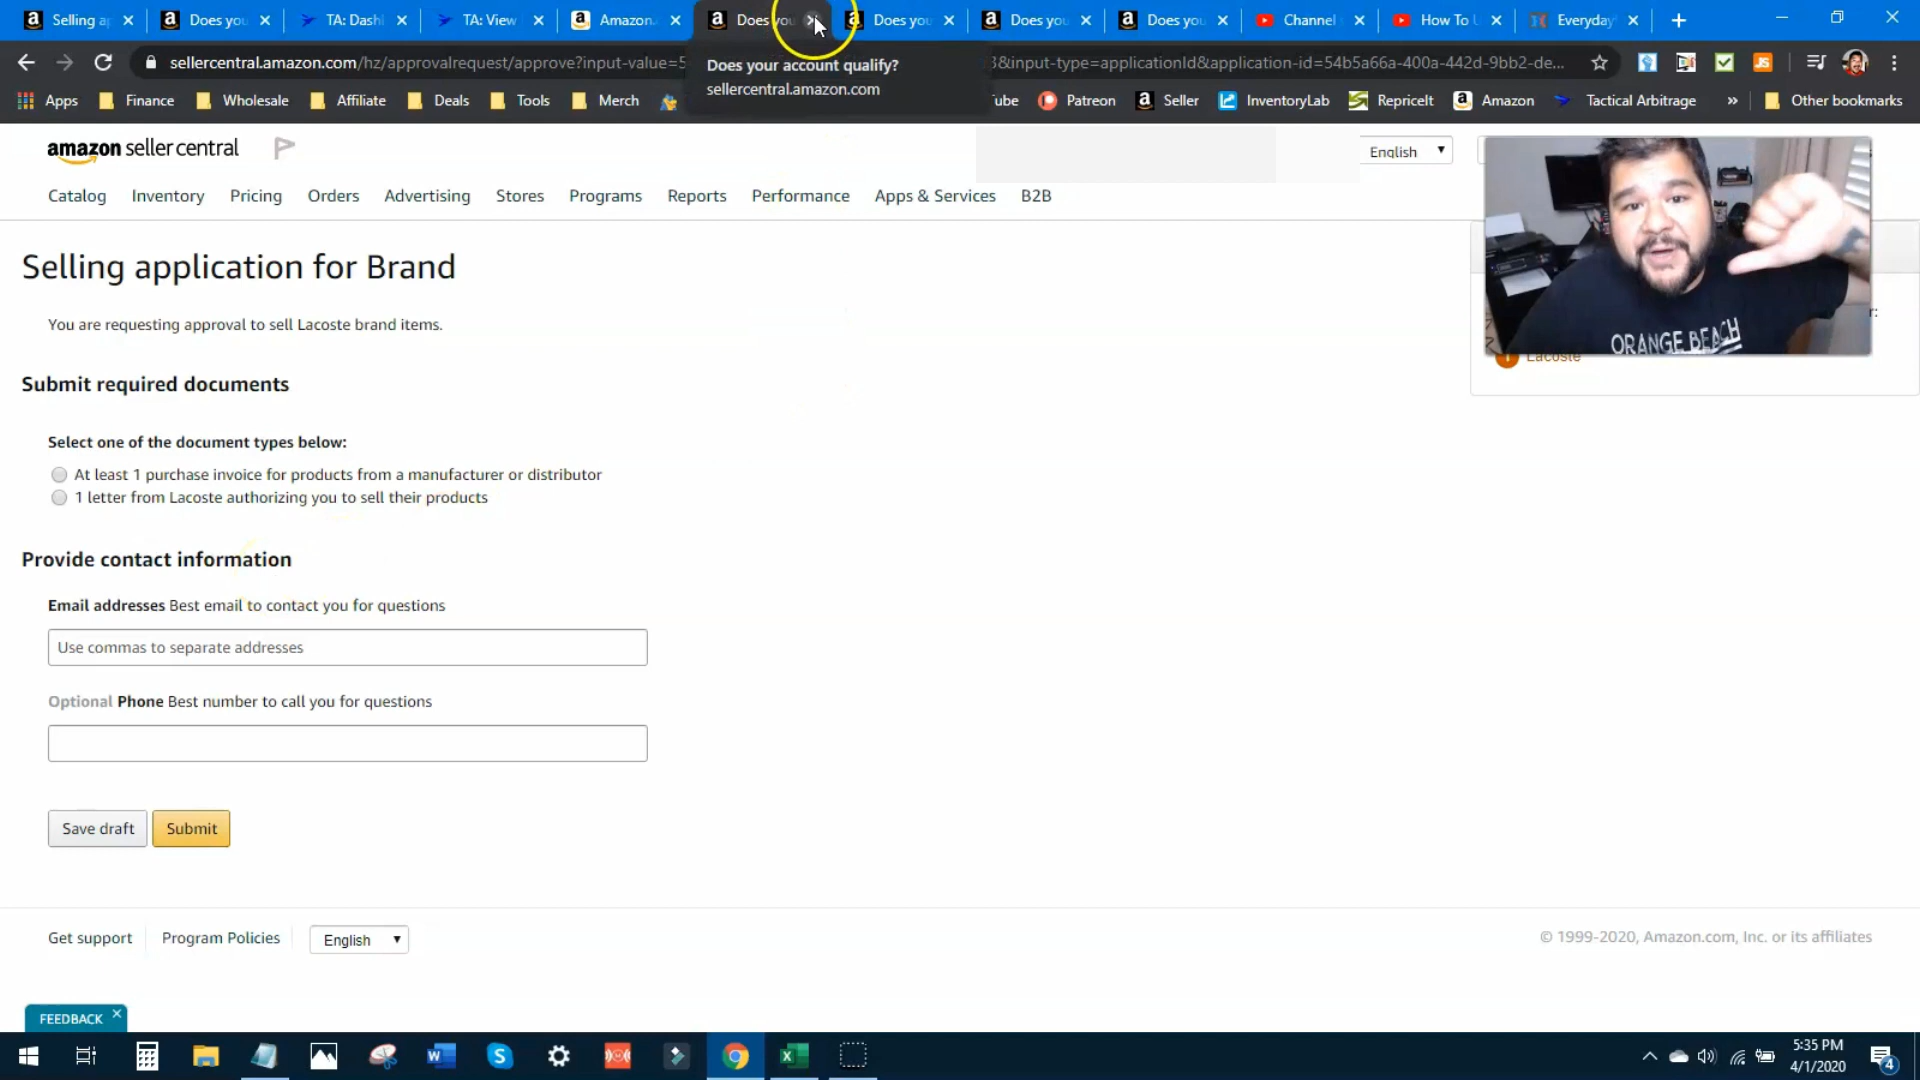 Selling ap
Does you
TA: Dashl
TA: View
Amazon.
Does you
Does you
Does you
Does you
Channel
How To U
Everyday
sellercentral.amazon.com/hz/approvalrequest/approve?input-value=5
&input-type=applicationId&application-id=54b5a66a-400a-442d-9bb2-de...
Does your account qualify?
sellercentral.amazon.com
Apps Finance Wholesale Affiliate Deals Tools Merch
ube Patreon Seller InventoryLab RepriceIt Amazon Tactical Arbitrage » Other bookmarks
amazon seller central
English
Catalog Inventory Pricing Orders Advertising Stores Programs Reports Performance Apps & Services B2B
Selling application for Brand
You are requesting approval to sell Lacoste brand items.
ORANGE BEACH
r:
Lacoste
Submit required documents
Select one of the document types below:
At least 1 purchase invoice for products from a manufacturer or distributor
1 letter from Lacoste authorizing you to sell their products
Provide contact information
Email addresses Best email to contact you for questions
Use commas to separate addresses
Optional Phone Best number to call you for questions
Save draft Submit
Get support Program Policies English
© 1999-2020, Amazon.com, Inc. or its affiliates
FEEDBACK
5:35 PM
4/1/2020
4